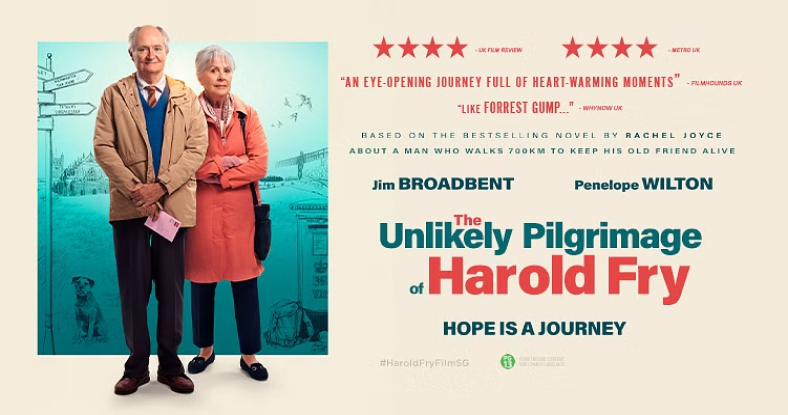 ★★★★ - UK FILM REVIEW ★★★★ - METRO UK
"AN EYE-OPENING JOURNEY FULL OF HEART-WARMING MOMENTS" - FILMHOUNDS UK
"LIKE FORREST GUMP..." - WHYNOW UK
BASED ON THE BESTSELLING NOVEL BY RACHEL JOYCE
ABOUT A MAN WHO WALKS 700KM TO KEEP HIS OLD FRIEND ALIVE
Jim BROADBENT Penelope WILTON
The
Unlikely Pilgrimage
of Harold Fry
HOPE IS A JOURNEY
#HaroldFryFilmSG PG 13